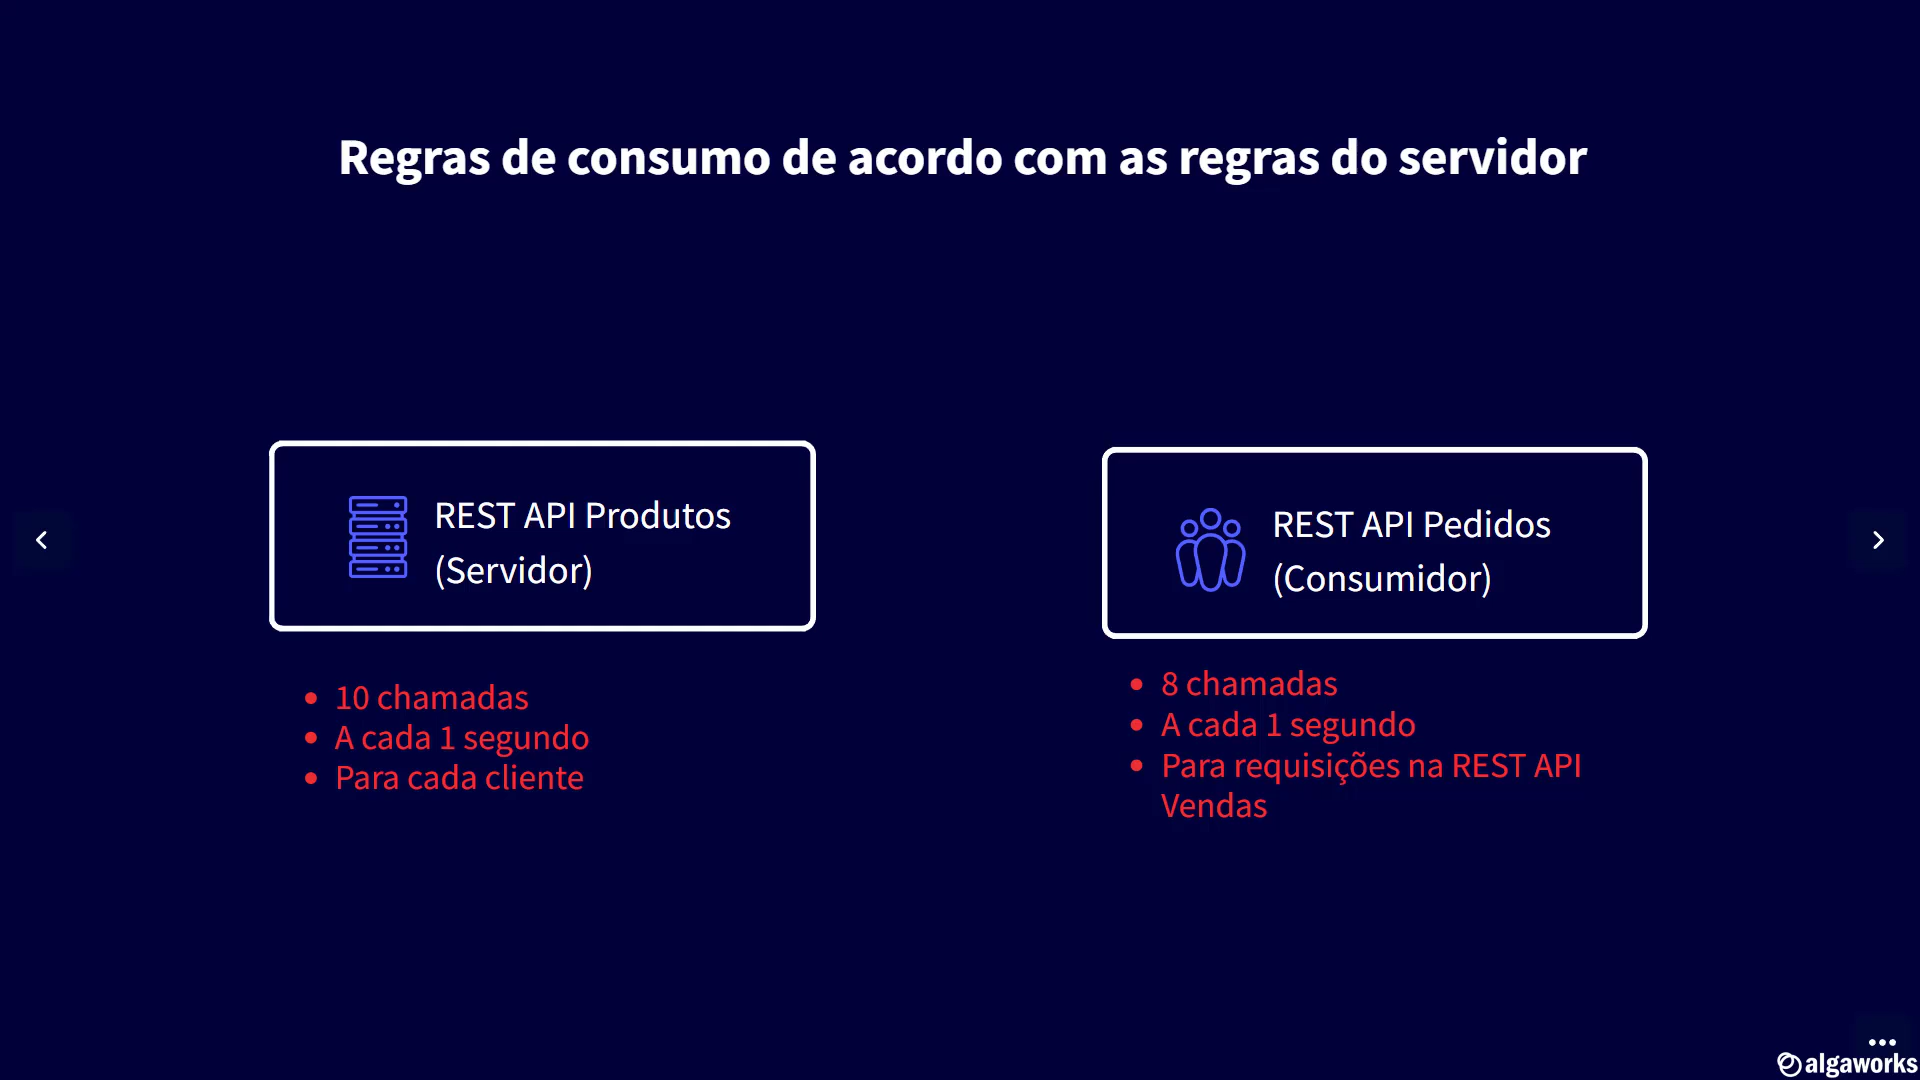 Regras de consumo de acordo com as regras do servidor
REST API Produtos
(Servidor)
10 chamadas
A cada 1 segundo
Para cada cliente
REST API Pedidos
(Consumidor)
8 chamadas
A cada 1 segundo
Para requisições na REST API
Vendas
algaworks